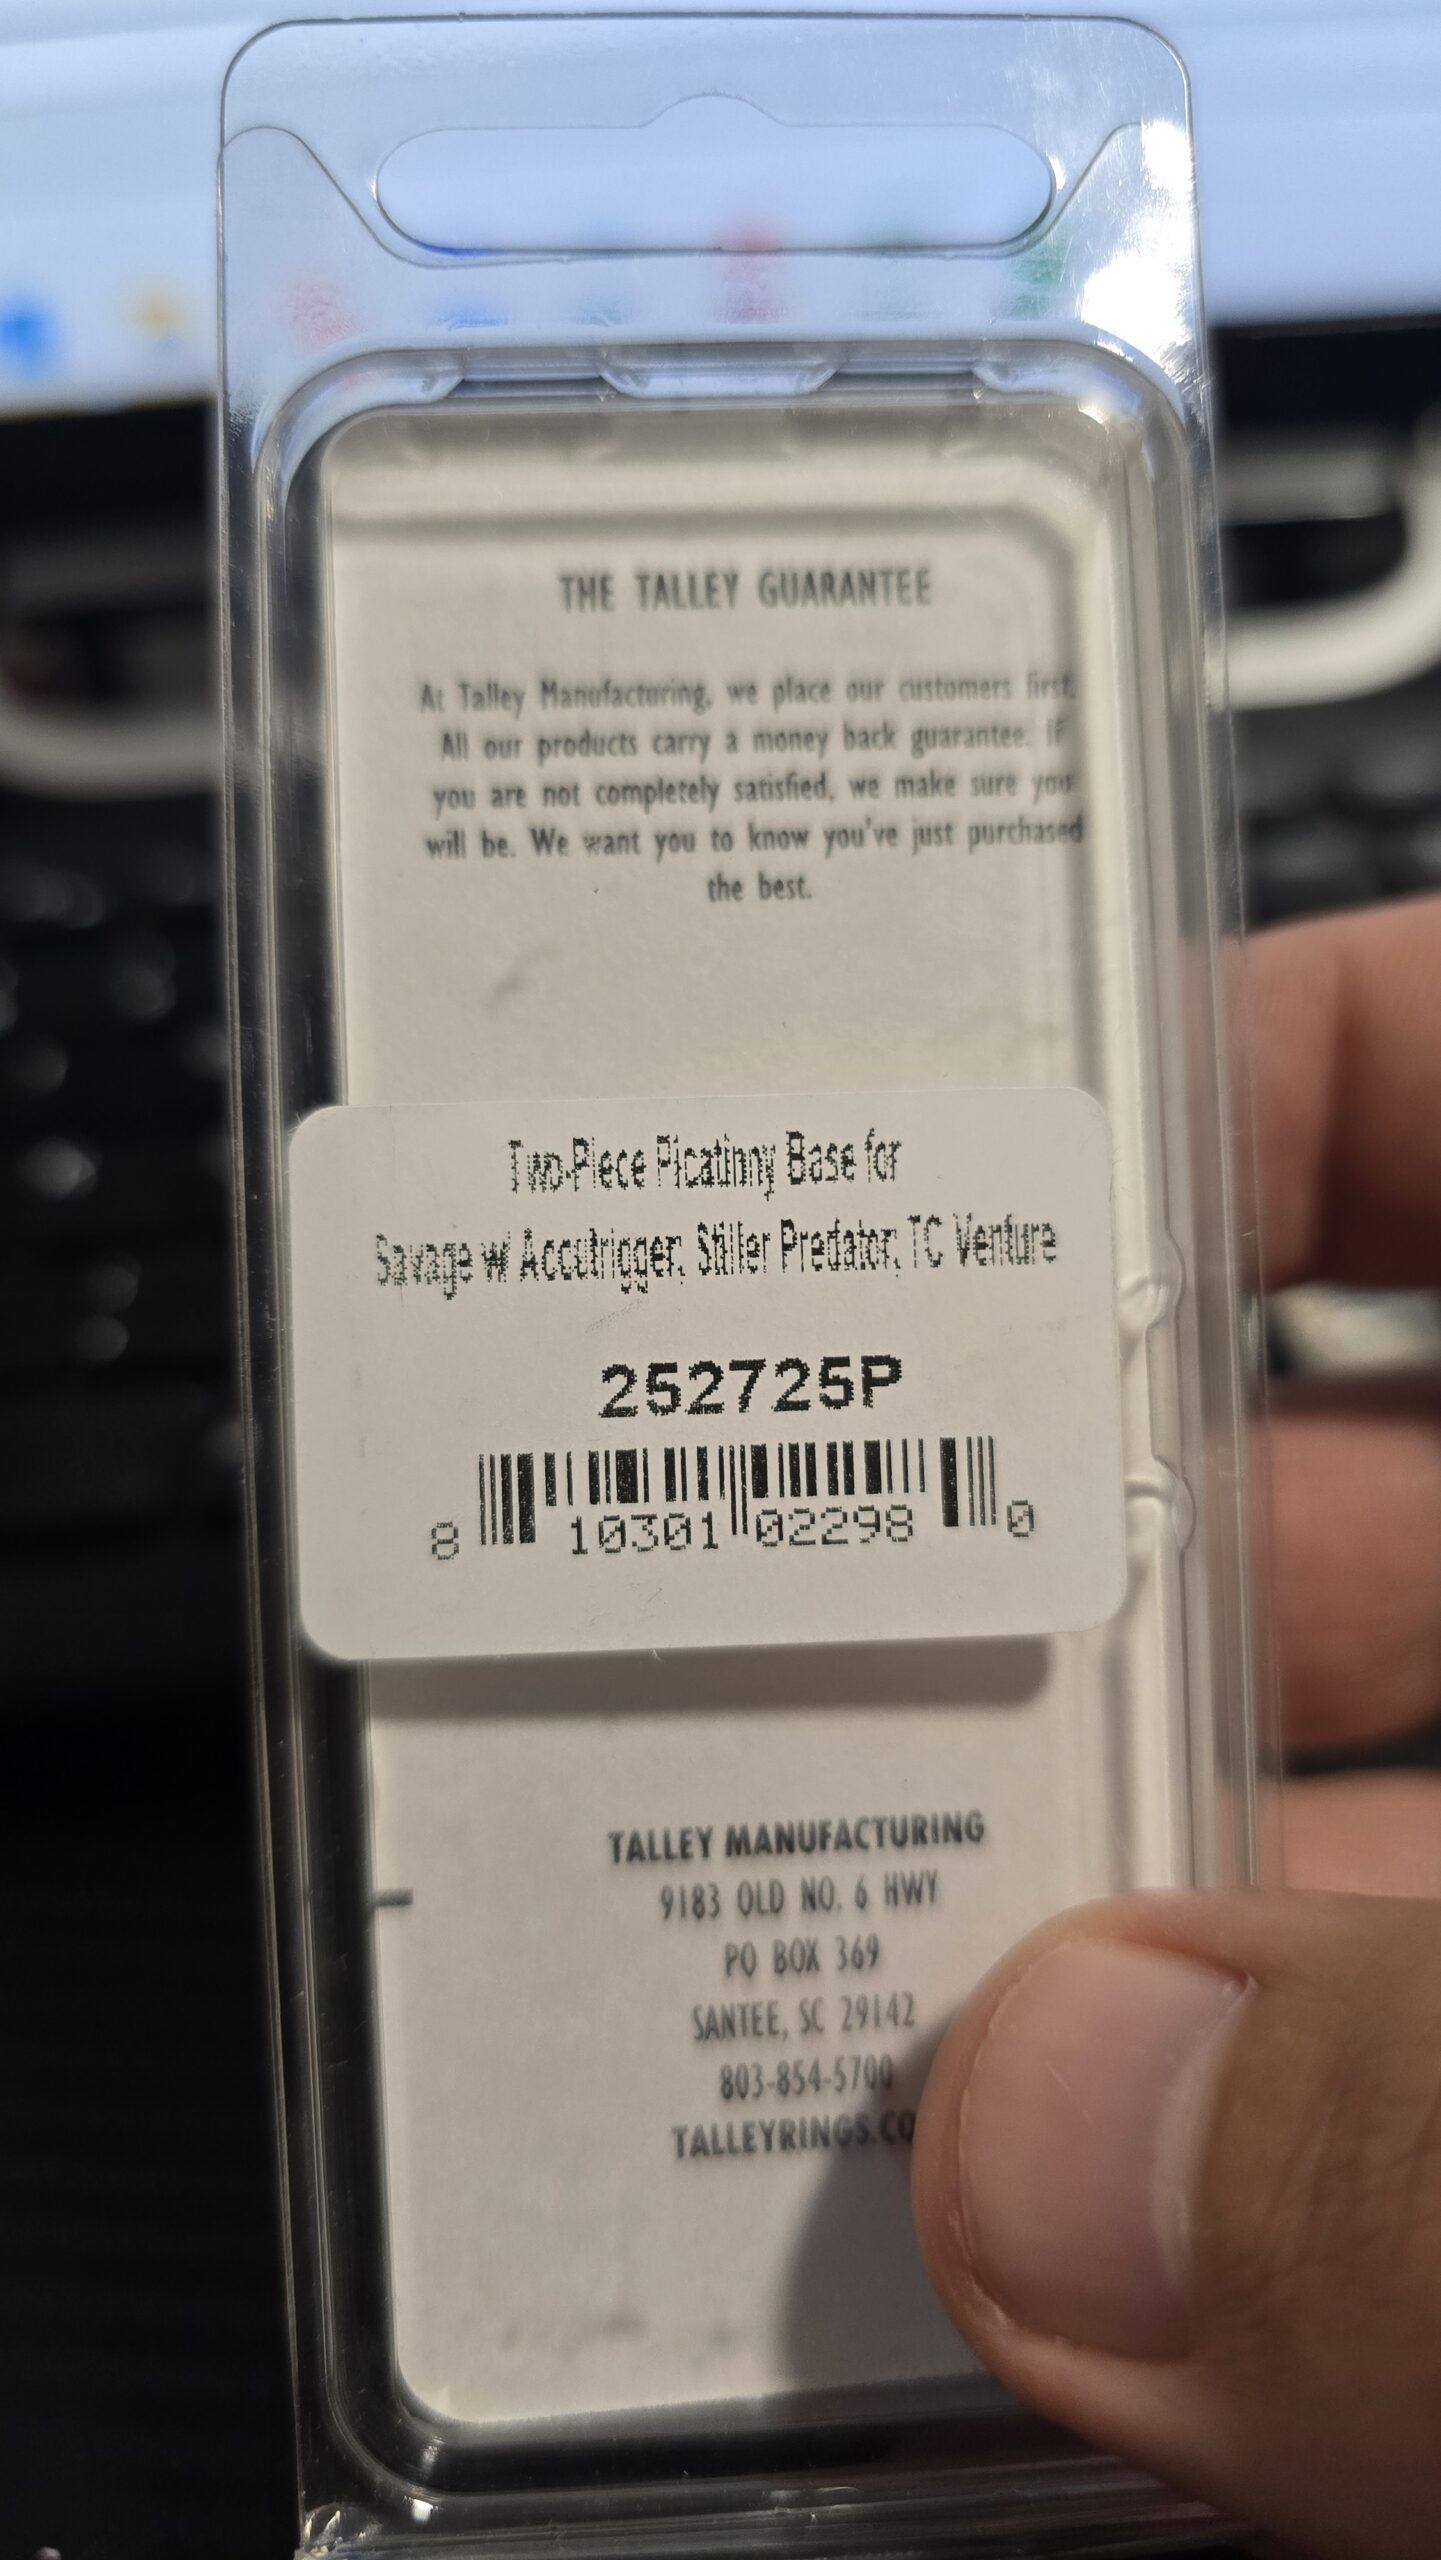 THE TALLEY GUARANTEE
At Talley Manufacturing, we place our customers first.
All our products carry a money back guarantee. If
you are not completely satisfied, we make sure you
will be. We want you to know you've just purchased
the best.
Two-Piece Picatinny Base for
Savage w/ Accutrigger; Stiller Predator; TC Venture
252725P
8 10301 02298 0
TALLEY MANUFACTURING
9183 OLD NO. 6 HWY
PO BOX 369
SANTEE, SC 29142
803-854-5700
TALLEYRINGS.CO